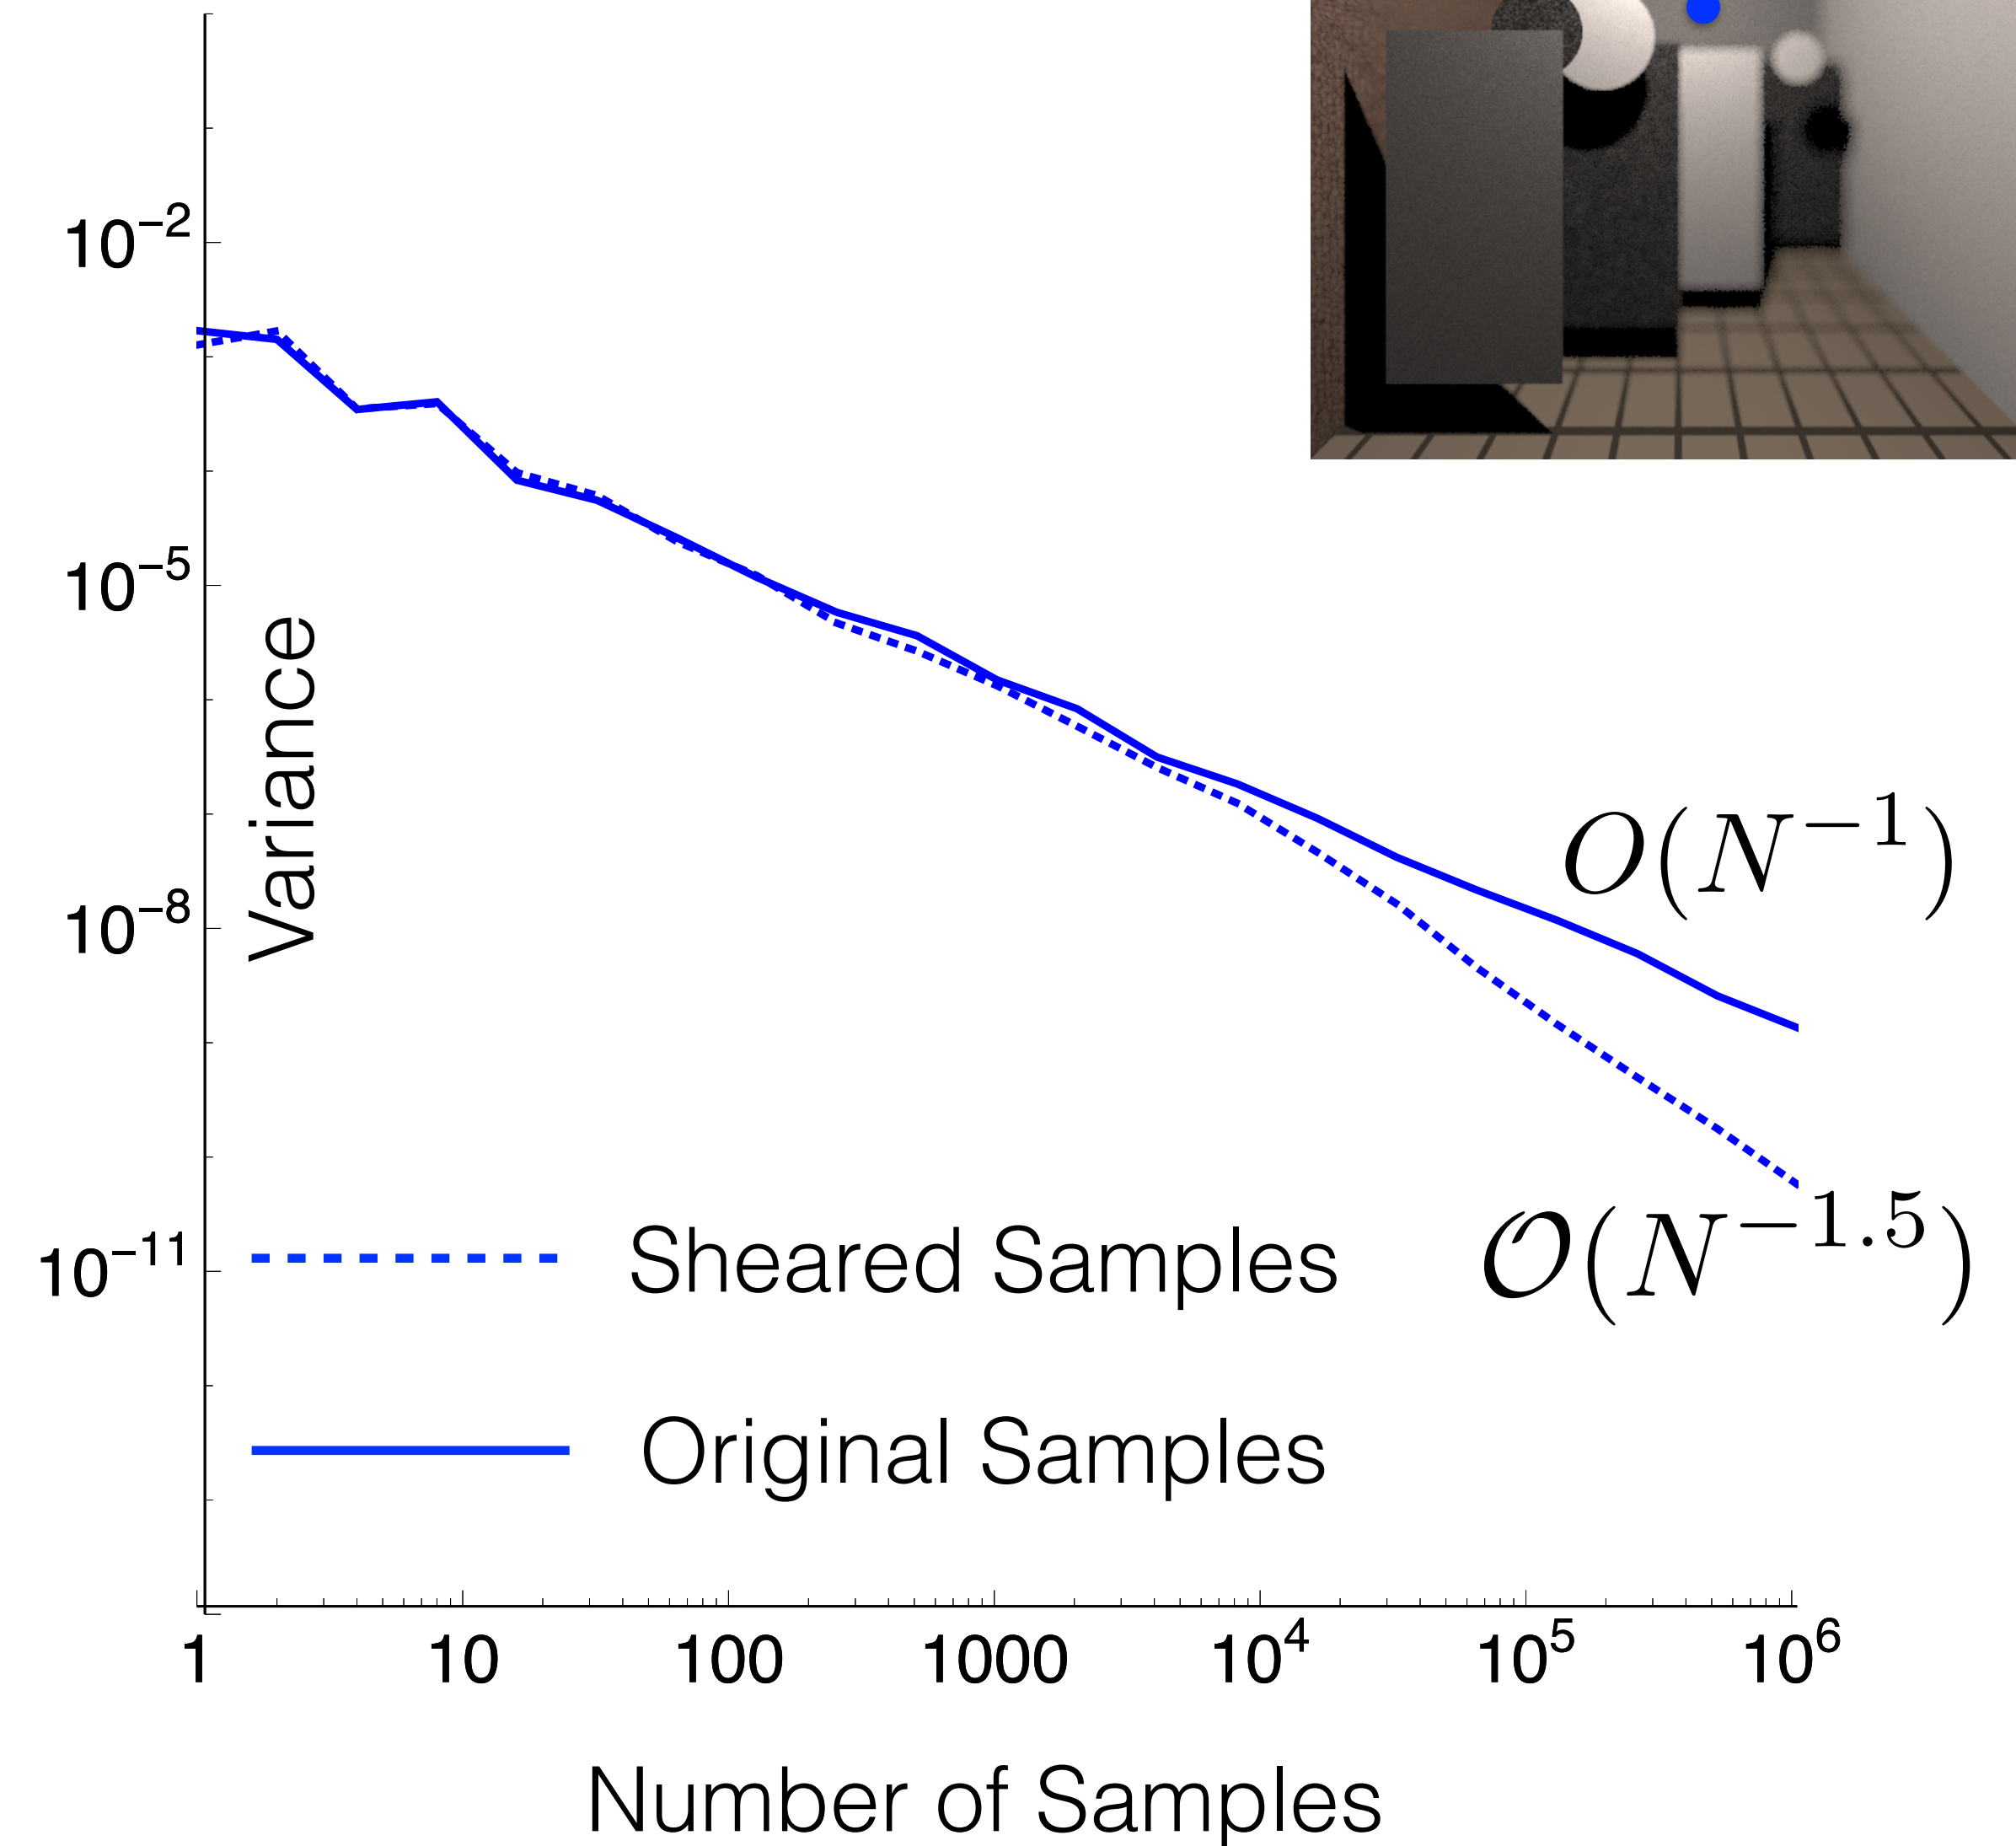 10⁻²
10⁻⁵
10⁻⁸
10⁻¹¹
Variance
O(N⁻¹)
𝒪(N⁻¹·⁵)
Sheared Samples
Original Samples
1 10 100 1000 10⁴ 10⁵ 10⁶
Number of Samples